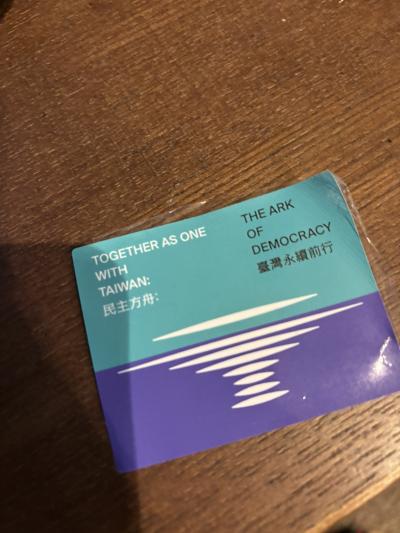 TOGETHER AS ONE
WITH
TAIWAN:
民主方舟:
THE ARK
OF
DEMOCRACY
臺灣永續前行